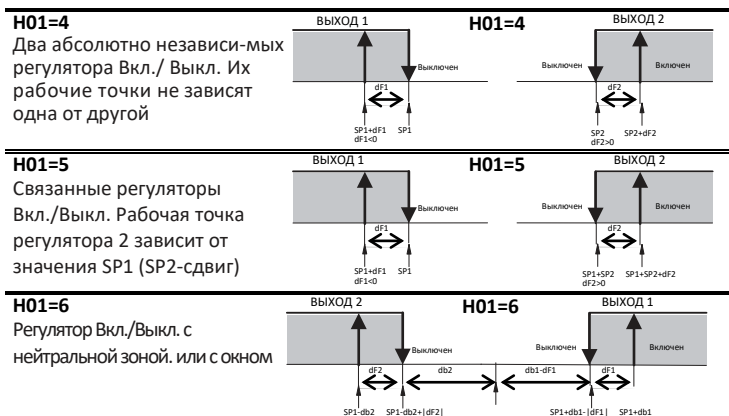 H01=4
Два абсолютно независи-мых
регулятора Вкл./ Выкл. Их
рабочие точки не зависят
одна от другой
ВЫХОД 1
Выключен
dF1
SP1+dF1
SP1
dF1<0
H01=4
ВЫХОД 2
Выключен
Включен
dF2
SP2
SP2+dF2
dF2>0
H01=5
Связанные регуляторы
Вкл./Выкл. Рабочая точка
регулятора 2 зависит от
значения SP1 (SP2-сдвиг)
ВЫХОД 1
Выключен
dF1
SP1+dF1
SP1
dF1<0
H01=5
ВЫХОД 2
Выключен
Включен
dF2
SP1+SP2
SP1+SP2+dF2
dF2>0
H01=6
Регулятор Вкл./Выкл. с
нейтральной зоной. или с окном
ВЫХОД 2
H01=6
ВЫХОД 1
Выключен
Выключен
Включен
dF2
db2
db1-dF1
dF1
SP1-db2
SP1-db2+|dF2|
SP1+db1-|dF1|
SP1+db1